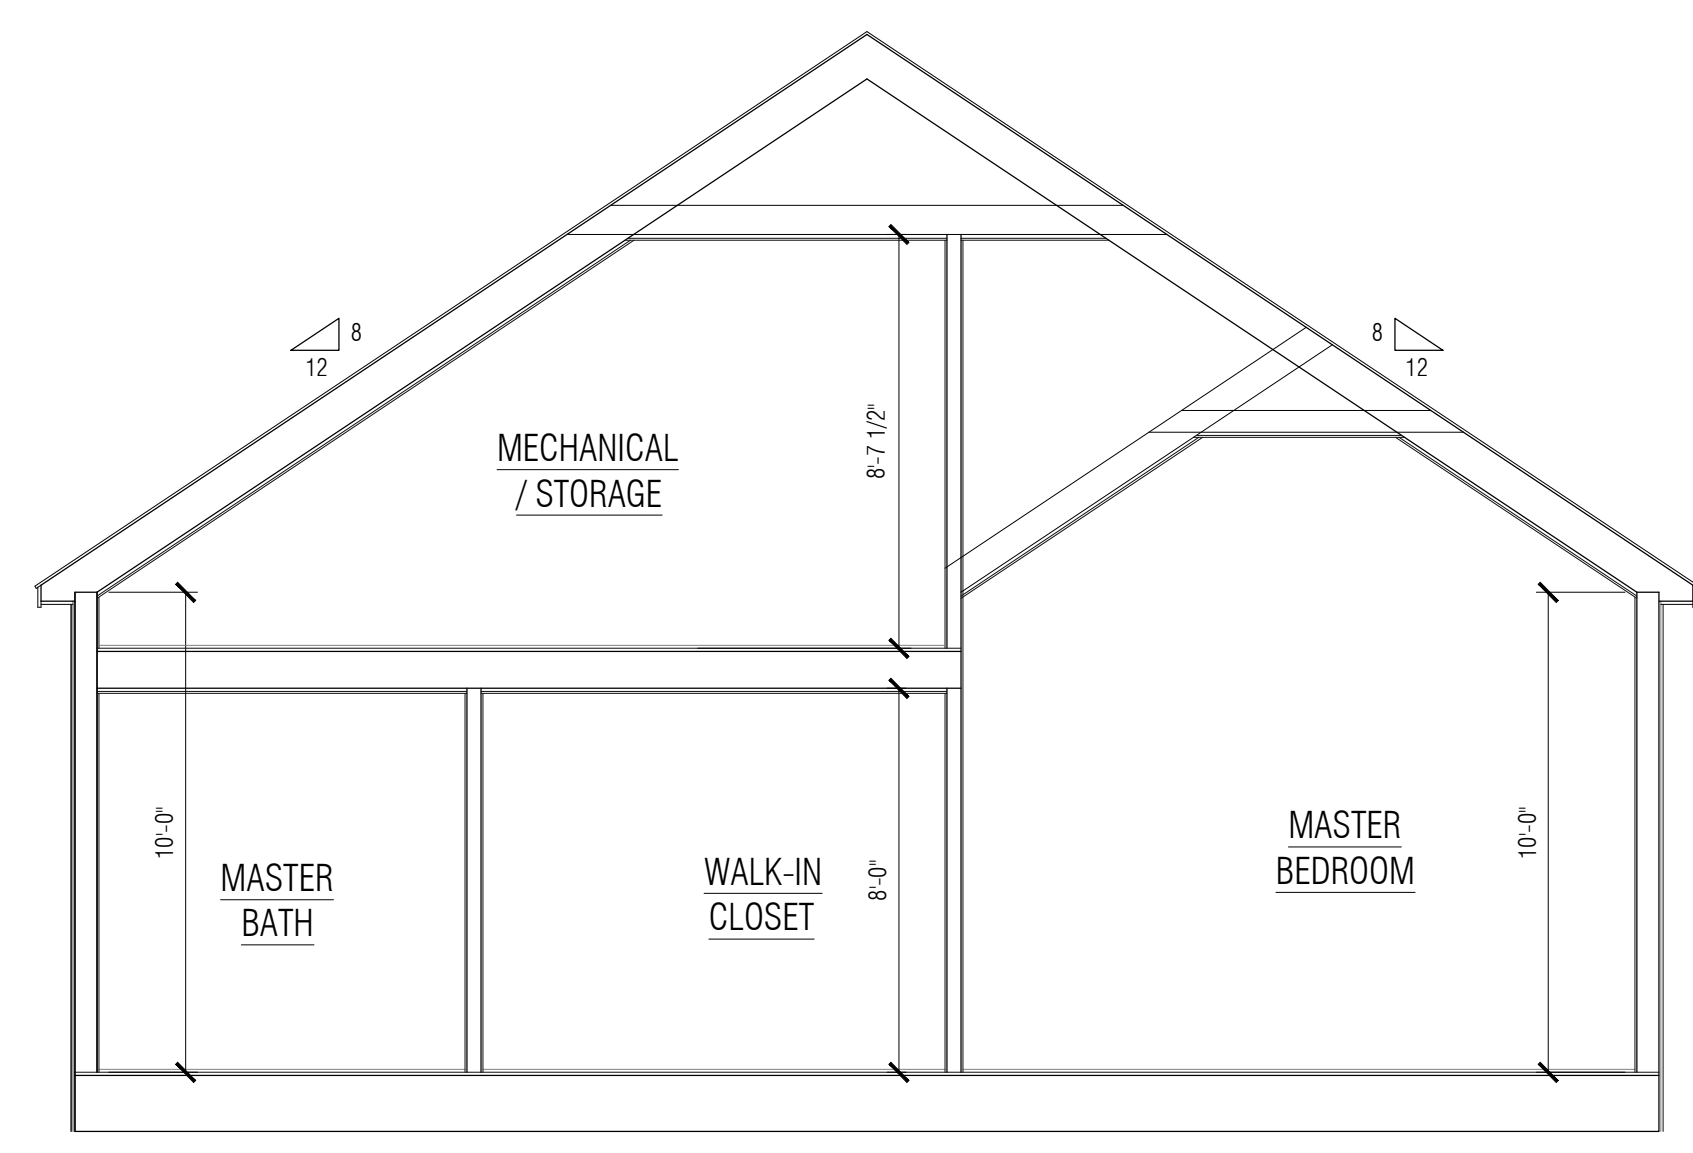 8
12
8
12
MECHANICAL
/ STORAGE
8'-7 1/2"
10'-0"
MASTER
BATH
WALK-IN
CLOSET
8'-0"
MASTER
BEDROOM
10'-0"